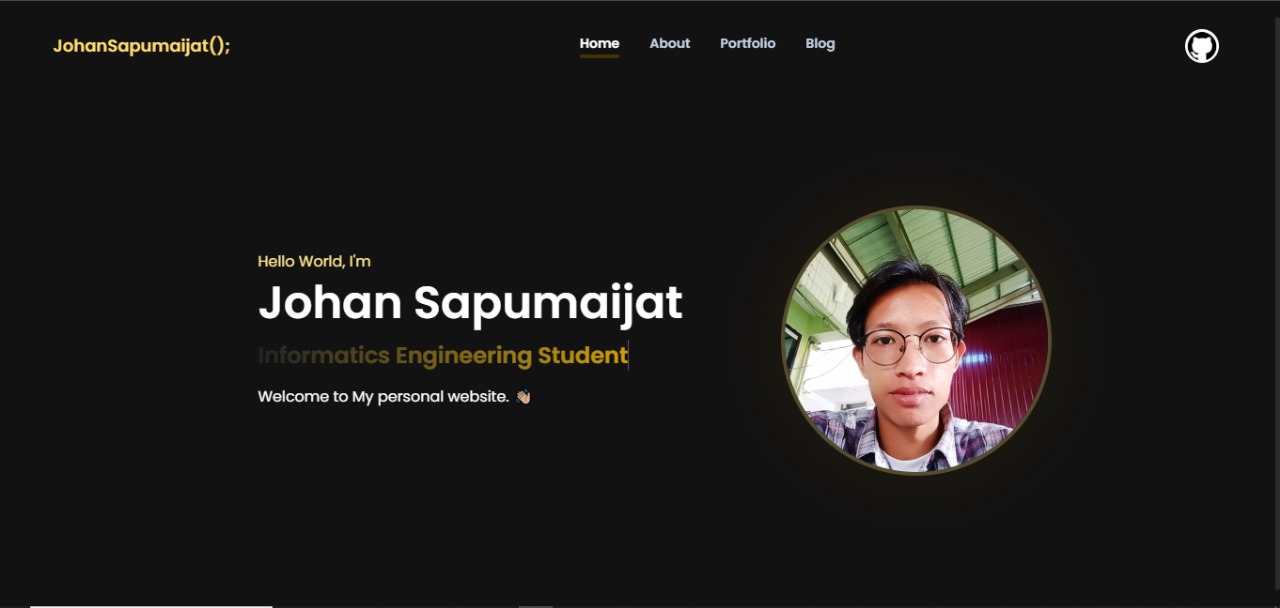 JohanSapumaijat();
Home About Portfolio Blog
Hello World, I'm
Johan Sapumaijat
Informatics Engineering Student
Welcome to My personal website. 👋🏼